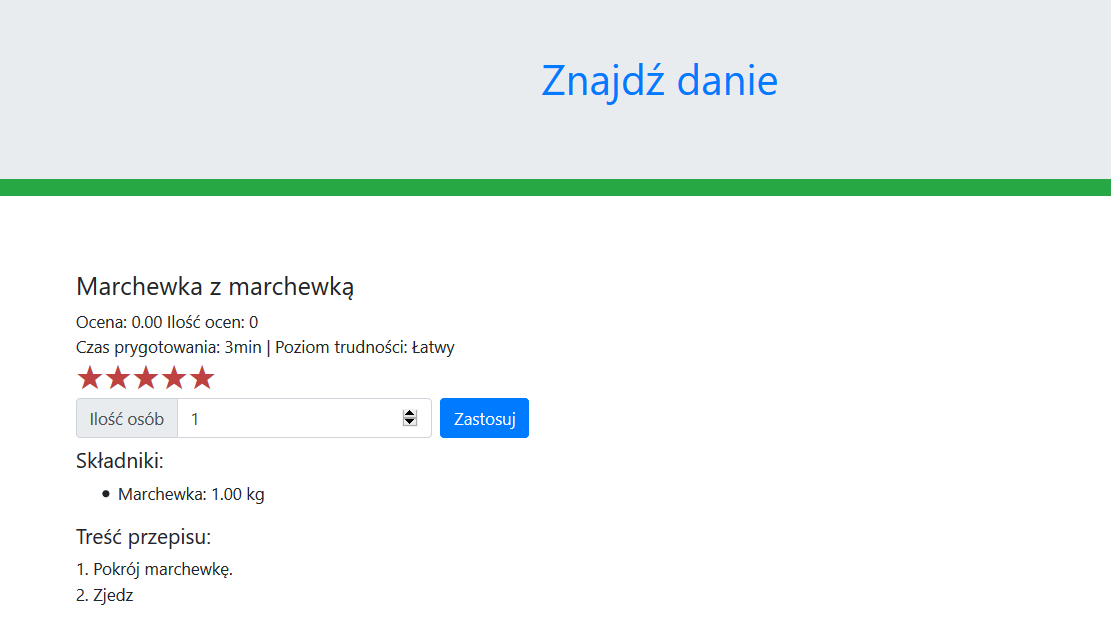 Znajdź danie
Marchewka z marchewką
Ocena: 0.00 Ilość ocen: 0
Czas prygotowania: 3min | Poziom trudności: Łatwy
★★★★★
Ilość osób 1 Zastosuj
Składniki:
• Marchewka: 1.00 kg
Treść przepisu:
1. Pokrój marchewkę.
2. Zjedz